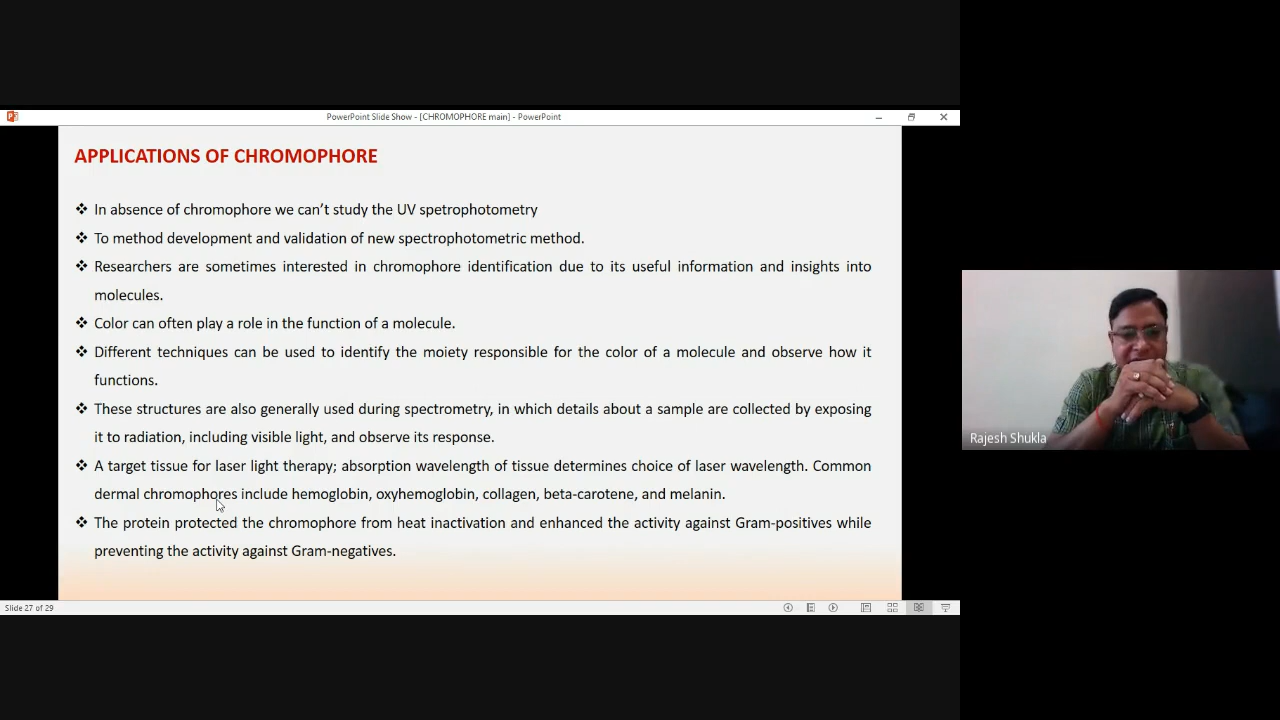 PowerPoint Slide Show - [CHROMOPHORE main] - PowerPoint
APPLICATIONS OF CHROMOPHORE
❖ In absence of chromophore we can't study the UV spetrophotometry
❖ To method development and validation of new spectrophotometric method.
❖ Researchers are sometimes interested in chromophore identification due to its useful information and insights into
molecules.
❖ Color can often play a role in the function of a molecule.
❖ Different techniques can be used to identify the moiety responsible for the color of a molecule and observe how it
functions.
❖ These structures are also generally used during spectrometry, in which details about a sample are collected by exposing
it to radiation, including visible light, and observe its response.
❖ A target tissue for laser light therapy; absorption wavelength of tissue determines choice of laser wavelength. Common
dermal chromophores include hemoglobin, oxyhemoglobin, collagen, beta-carotene, and melanin.
❖ The protein protected the chromophore from heat inactivation and enhanced the activity against Gram-positives while
preventing the activity against Gram-negatives.
Slide 27 of 29
Rajesh Shukla